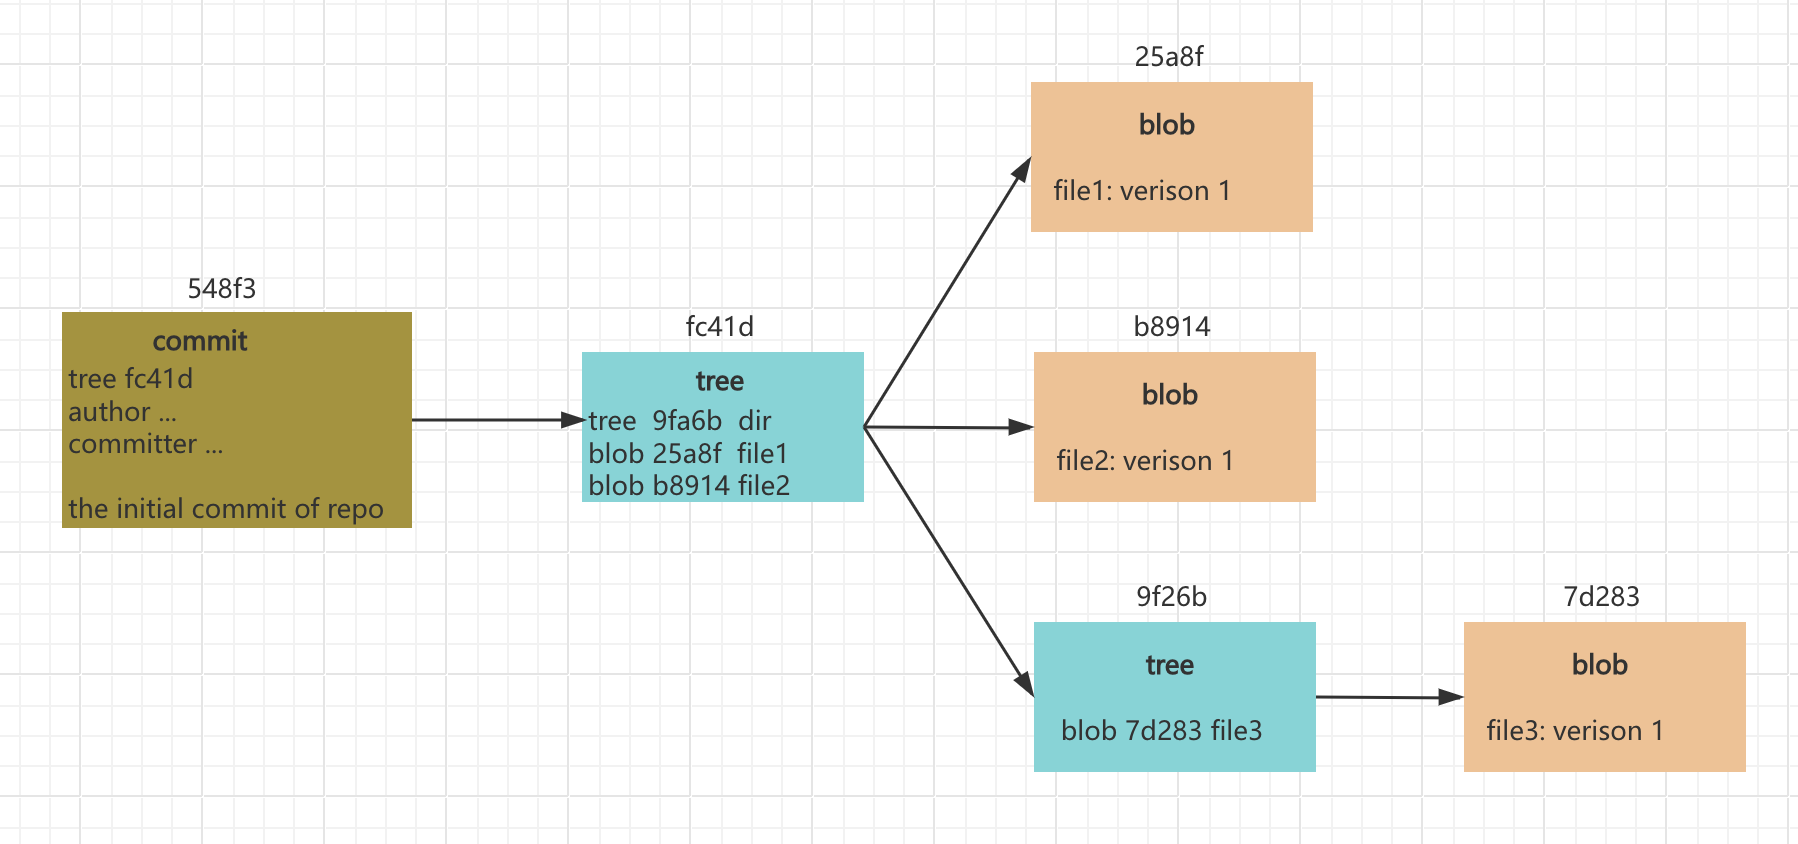 25a8f
blob
file1: verison 1
548f3
commit
tree fc41d
author ...
committer ...
the initial commit of repo
fc41d
tree
tree 9fa6b dir
blob 25a8f file1
blob b8914 file2
b8914
blob
file2: verison 1
9f26b
tree
blob 7d283 file3
7d283
blob
file3: verison 1